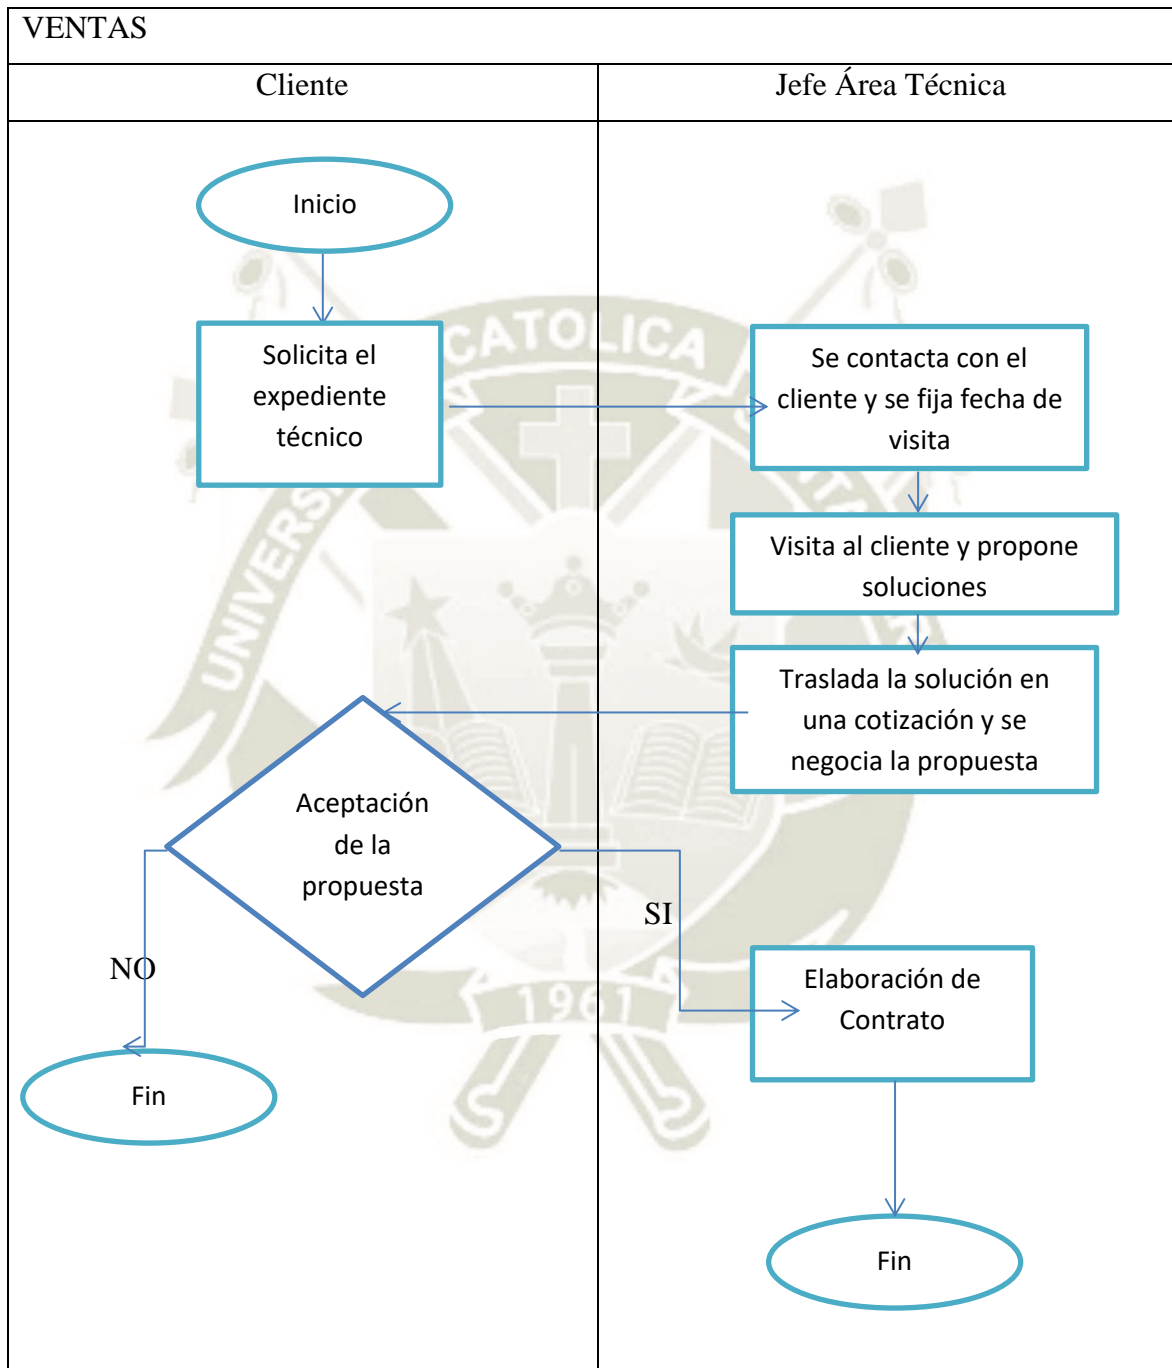 VENTAS
Cliente
Jefe Área Técnica
Inicio
Solicita el
expediente
técnico
Se contacta con el
cliente y se fija fecha de
visita
Visita al cliente y propone
soluciones
Traslada la solución en
una cotización y se
negocia la propuesta
Aceptación
de la
propuesta
NO
SI
Elaboración de
Contrato
Fin
Fin
CATOLICA
1961